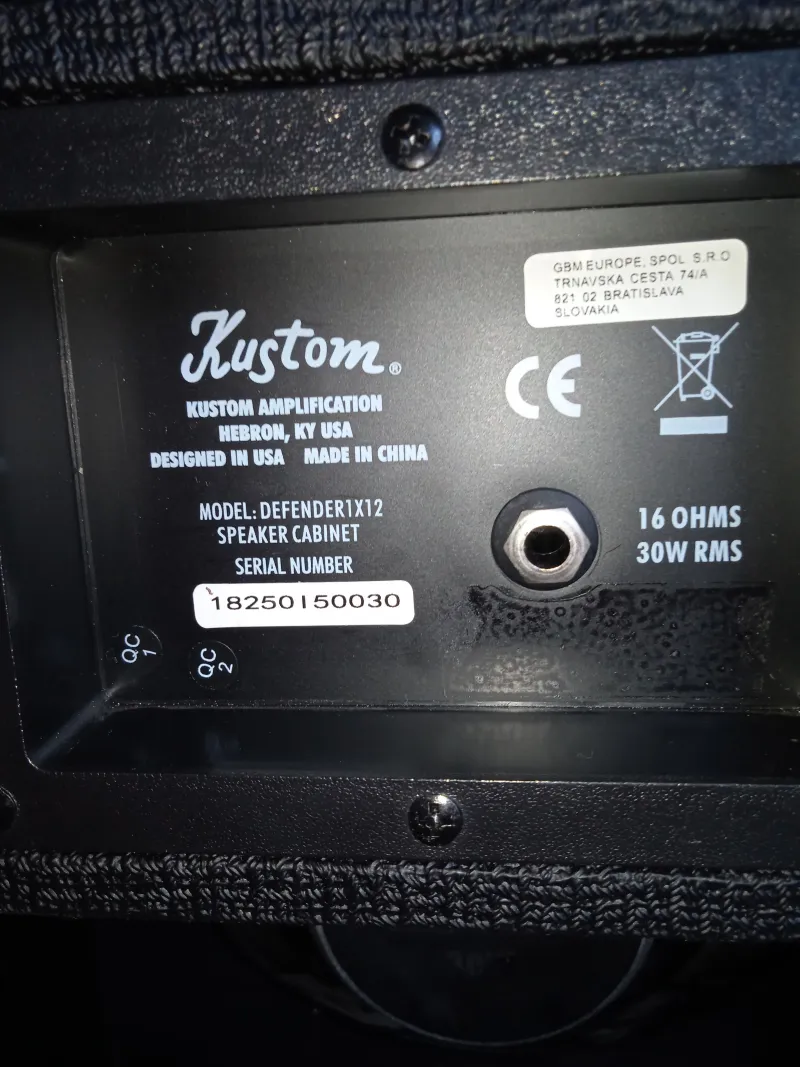 GBM EUROPE, SPOL S.R.O
TRNAVSKA CESTA 74/A
821 02 BRATISLAVA
SLOVAKIA
Kustom®
KUSTOM AMPLIFICATION
HEBRON, KY USA
DESIGNED IN USA MADE IN CHINA
CE
MODEL: DEFENDER1X12
SPEAKER CABINET
SERIAL NUMBER
18250150030
16 OHMS
30W RMS
QC
1
QC
2